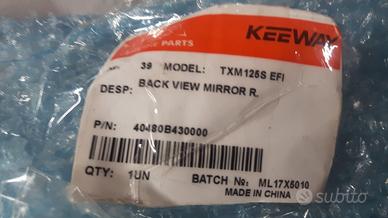 KEEWAY
PARTS
39 MODEL: TXM125S EFI
DESP: BACK VIEW MIRROR R.
P/N: 40480B430000
QTY: 1UN BATCH №: ML17X5010
MADE IN CHINA
subito